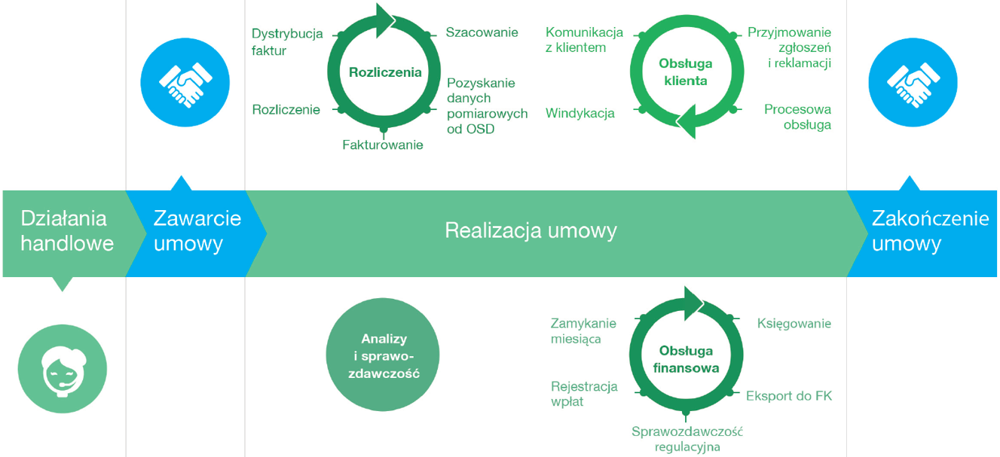 Dystrybucja
faktur
Szacowanie
Rozliczenia
Pozyskanie
danych
pomiarowych
od OSD
Rozliczenie
Fakturowanie
Komunikacja
z klientem
Przyjmowanie
zgłoszeń
i reklamacji
Obsługa
klienta
Windykacja
Procesowa
obsługa
Działania
handlowe
Zawarcie
umowy
Realizacja umowy
Zakończenie
umowy
Analizy
i sprawo-
zdawczość
Zamykanie
miesiąca
Księgowanie
Obsługa
finansowa
Rejestracja
wpłat
Eksport do FK
Sprawozdawczość
regulacyjna